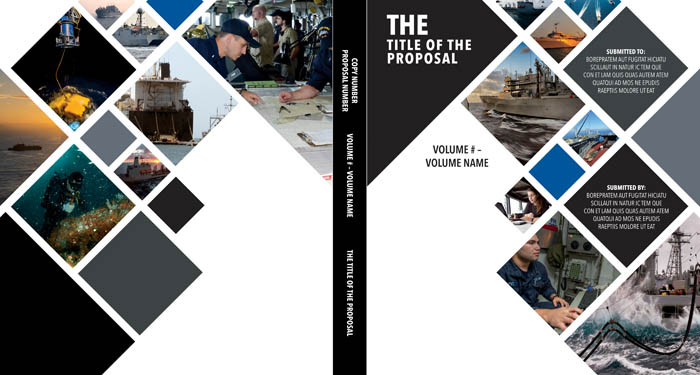 COPY NUMBER
PROPOSAL NUMBER
VOLUME # – VOLUME NAME
THE TITLE OF THE PROPOSAL
THE
TITLE OF THE
PROPOSAL
VOLUME # –
VOLUME NAME
SUBMITTED TO:
BOREPRATEM AUT FUGITAT HICIATU
SCILLAUT IN NATUR IC TEM QUE
CON ET LAM QUIS QUAS AUTEM ATEM
QUATQUI AD MOS NE EPUDIS
RAEPTIIS MOLORE UT EAT
SUBMITTED BY:
BOREPRATEM AUT FUGITAT HICIATU
SCILLAUT IN NATUR IC TEM QUE
CON ET LAM QUIS QUAS AUTEM ATEM
QUATQUI AD MOS NE EPUDIS
RAEPTIIS MOLORE UT EAT